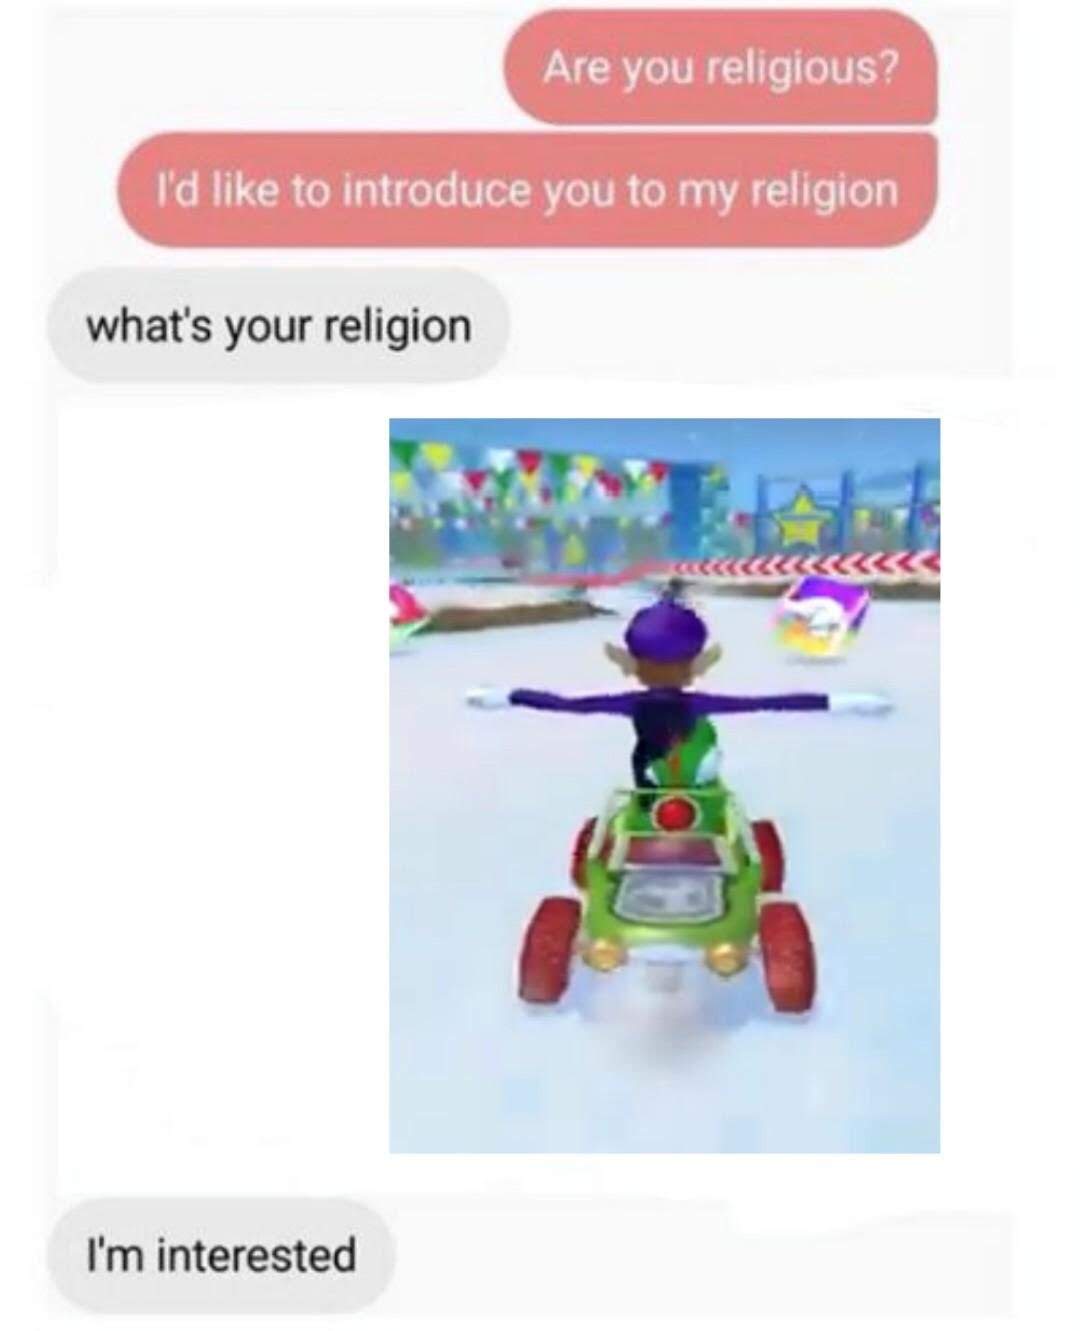 Are you religious?
I'd like to introduce you to my religion
what's your religion
I'm interested